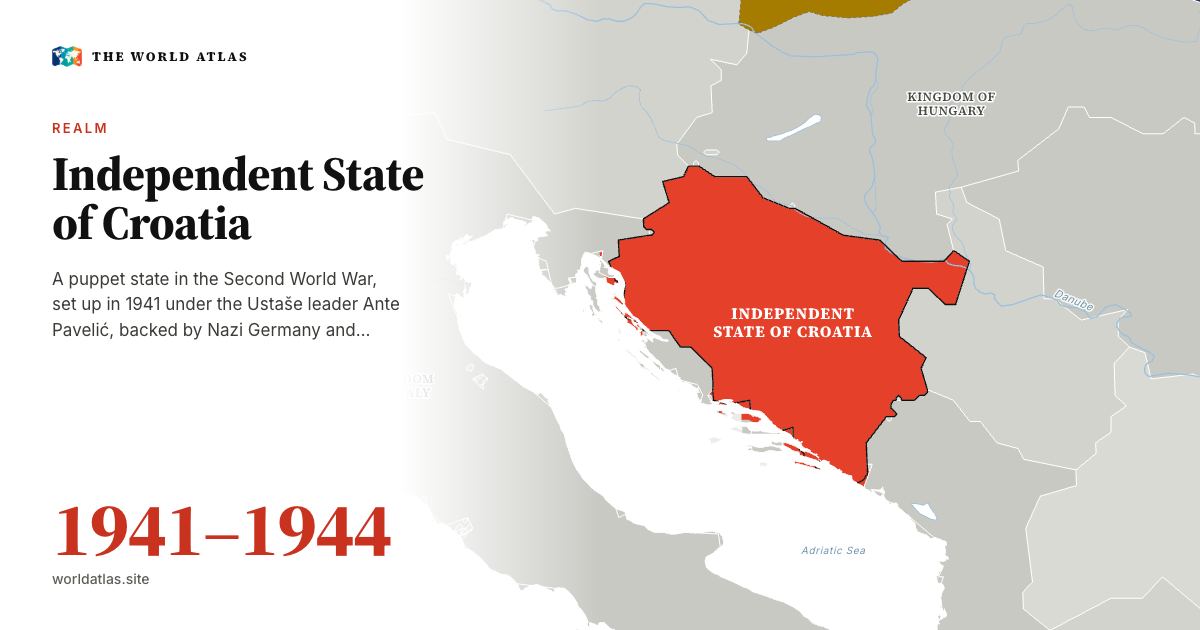 THE WORLD ATLAS
REALM
Independent State
of Croatia
A puppet state in the Second World War,
set up in 1941 under the Ustaše leader Ante
Pavelić, backed by Nazi Germany and...
1941–1944
worldatlas.site
KINGDOM OF
HUNGARY
INDEPENDENT
STATE OF CROATIA
Danube
Adriatic Sea